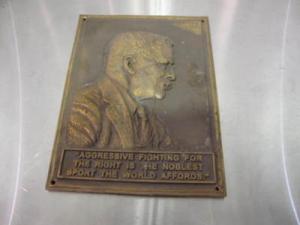 "AGGRESSIVE FIGHTING FOR
THE RIGHT IS THE NOBLEST
SPORT THE WORLD AFFORDS."